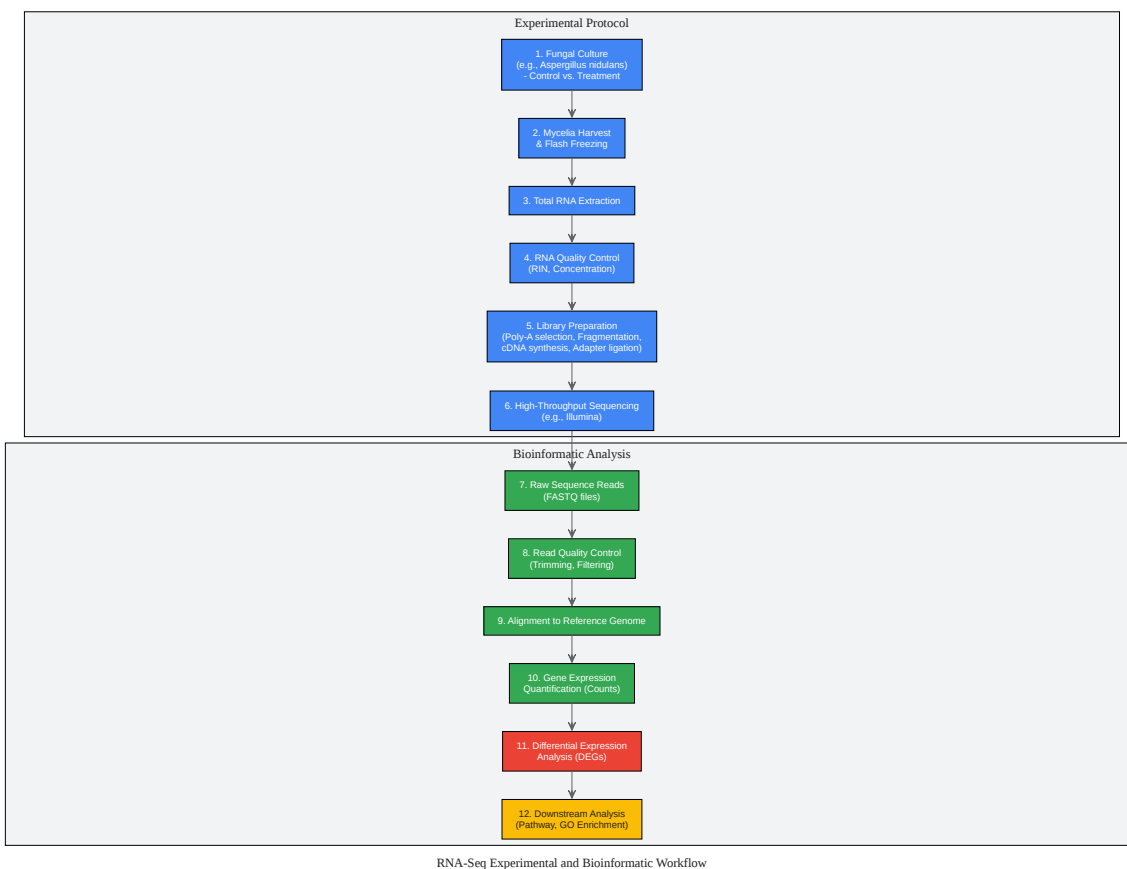 Experimental Protocol
1. Fungal Culture
(e.g., Aspergillus nidulans)
- Control vs. Treatment
2. Mycelia Harvest
& Flash Freezing
3. Total RNA Extraction
4. RNA Quality Control
(RIN, Concentration)
5. Library Preparation
(Poly-A selection, Fragmentation,
cDNA synthesis, Adapter ligation)
6. High-Throughput Sequencing
(e.g., Illumina)
Bioinformatic Analysis
7. Raw Sequence Reads
(FASTQ files)
8. Read Quality Control
(Trimming, Filtering)
9. Alignment to Reference Genome
10. Gene Expression
Quantification (Counts)
11. Differential Expression
Analysis (DEGs)
12. Downstream Analysis
(Pathway, GO Enrichment)
RNA-Seq Experimental and Bioinformatic Workflow